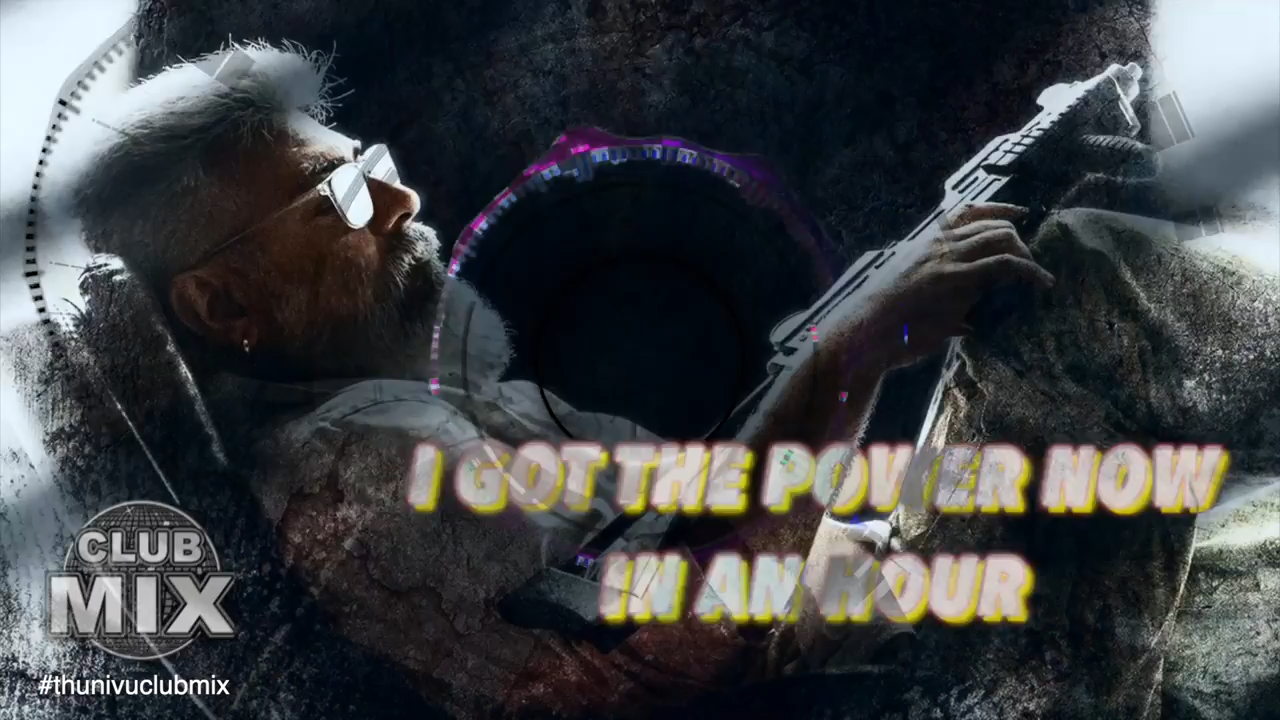 I GOT THE POWER NOW
IN AN HOUR
CLUB
MIX
#thunivuclubmix